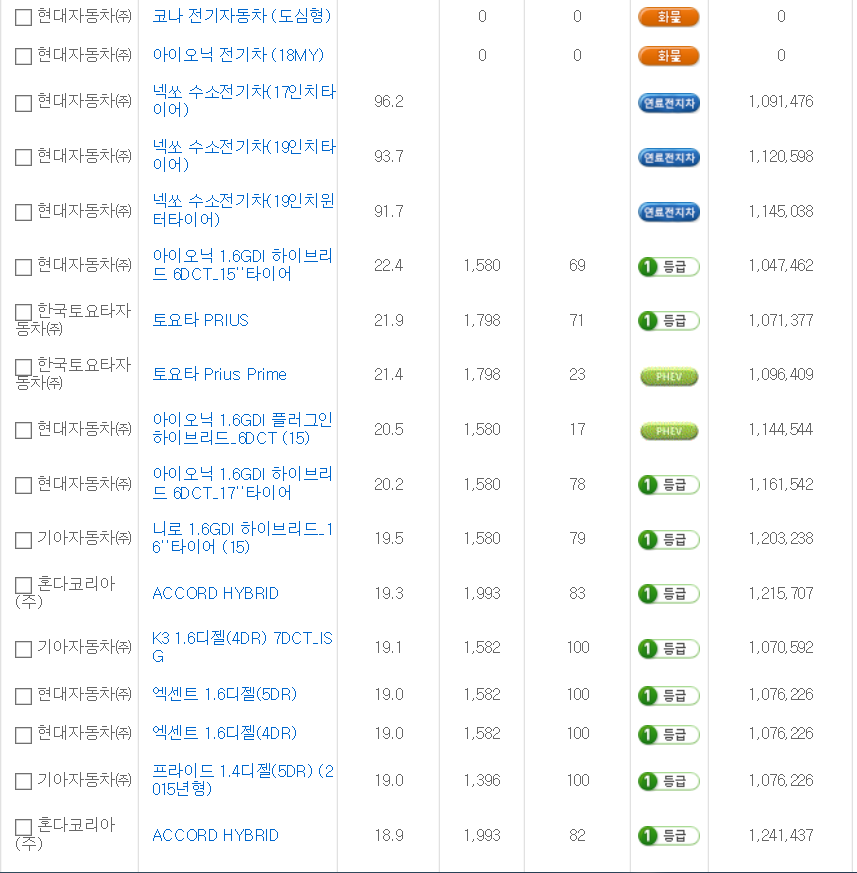 현대자동차㈜ 코나 전기자동차 (도심형) 0 0 화물 0
현대자동차㈜ 아이오닉 전기차 (18MY) 0 0 화물 0
현대자동차㈜ 넥쏘 수소전기차(17인치타
이어) 96.2 연료전지차 1,091,476
현대자동차㈜ 넥쏘 수소전기차(19인치타
이어) 93.7 연료전지차 1,120,598
현대자동차㈜ 넥쏘 수소전기차(19인치윈
터타이어) 91.7 연료전지차 1,145,038
현대자동차㈜ 아이오닉 1.6GDI 하이브리
드 6DCT_15''타이어 22.4 1,580 69 1 등급 1,047,462
한국토요타자
동차㈜ 토요타 PRIUS 21.9 1,798 71 1 등급 1,071,377
한국토요타자
동차㈜ 토요타 Prius Prime 21.4 1,798 23 PHEV 1,096,409
현대자동차㈜ 아이오닉 1.6GDI 플러그인
하이브리드_6DCT (15) 20.5 1,580 17 PHEV 1,144,544
현대자동차㈜ 아이오닉 1.6GDI 하이브리
드 6DCT_17''타이어 20.2 1,580 78 1 등급 1,161,542
기아자동차㈜ 니로 1.6GDI 하이브리드_1
6''타이어 (15) 19.5 1,580 79 1 등급 1,203,238
혼다코리아
(주) ACCORD HYBRID 19.3 1,993 83 1 등급 1,215,707
기아자동차㈜ K3 1.6디젤(4DR) 7DCT_IS
G 19.1 1,582 100 1 등급 1,070,592
현대자동차㈜ 엑센트 1.6디젤(5DR) 19.0 1,582 100 1 등급 1,076,226
현대자동차㈜ 엑센트 1.6디젤(4DR) 19.0 1,582 100 1 등급 1,076,226
기아자동차㈜ 프라이드 1.4디젤(5DR) (2
015년형) 19.0 1,396 100 1 등급 1,076,226
혼다코리아
(주) ACCORD HYBRID 18.9 1,993 82 1 등급 1,241,437